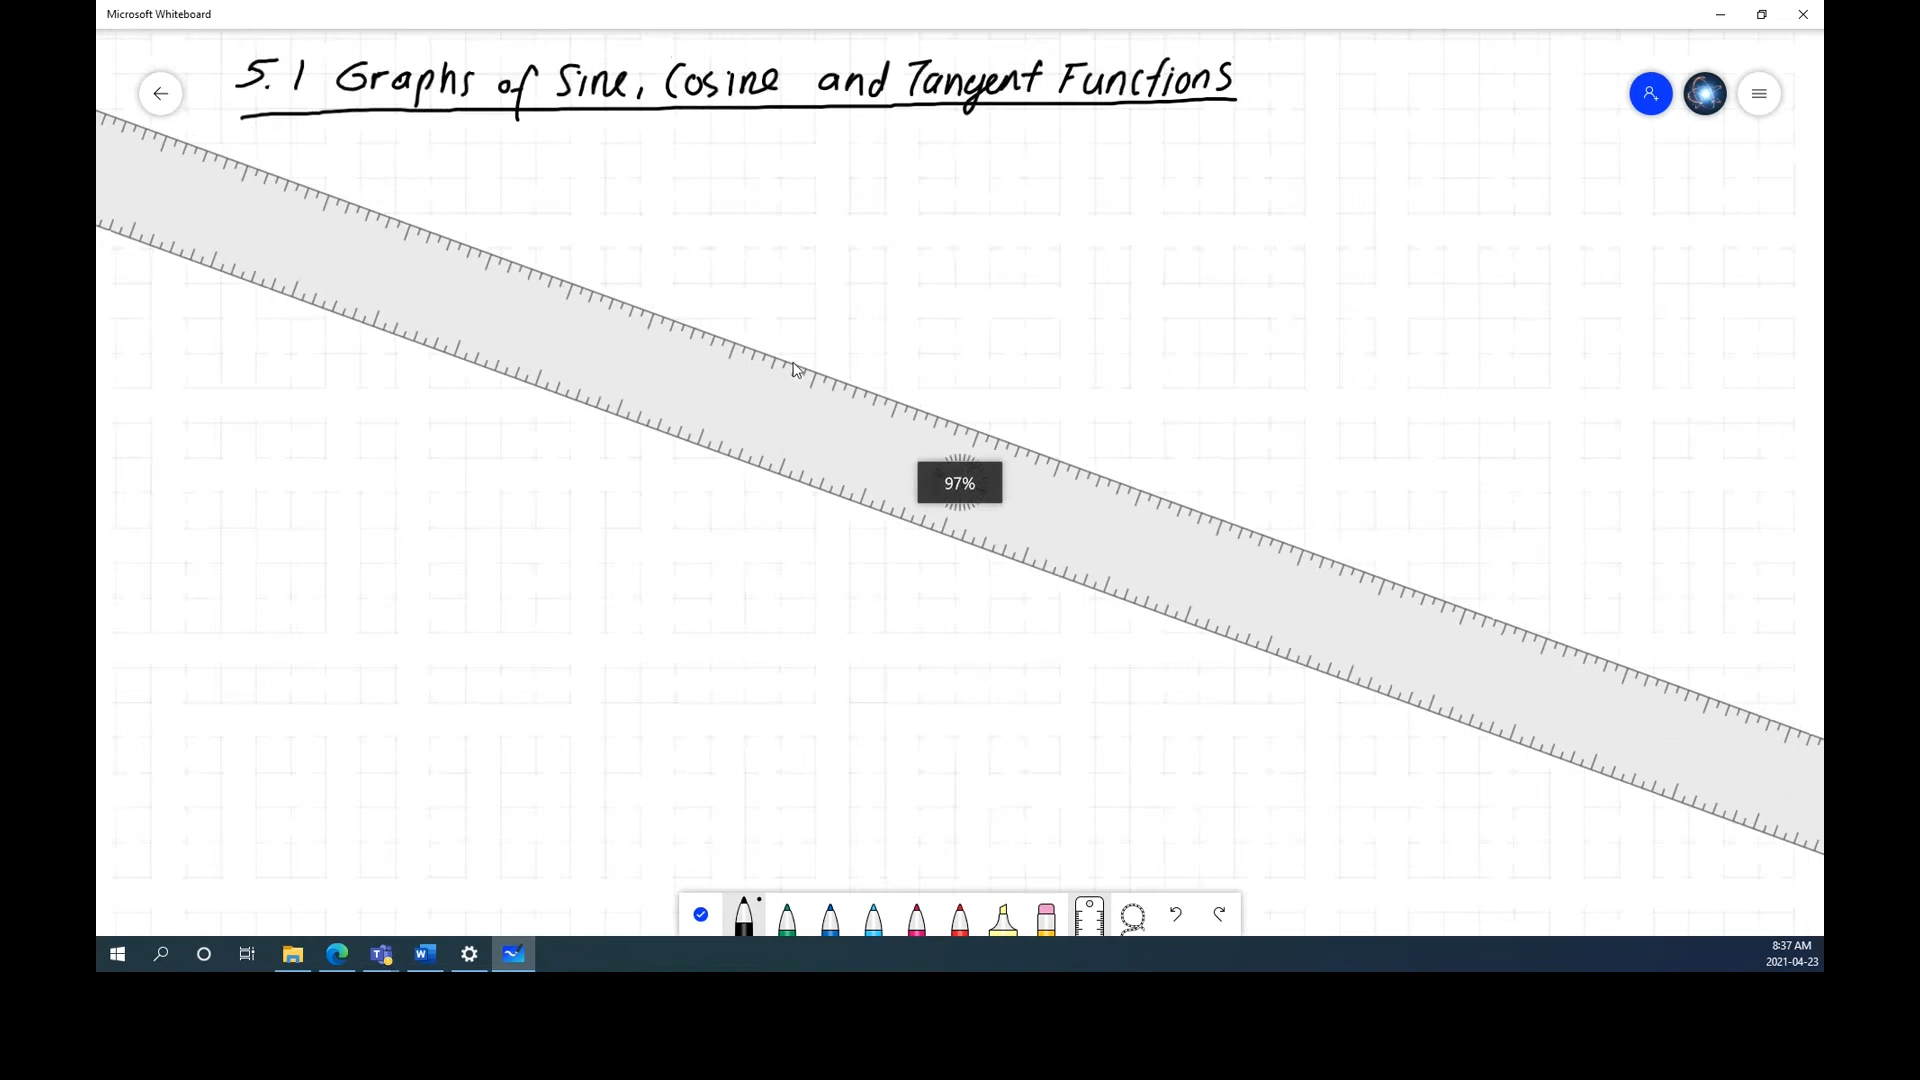 Microsoft Whiteboard
5.1 Graphs of Sine, Cosine and Tangent Functions
97%
8:37 AM
2021-04-23